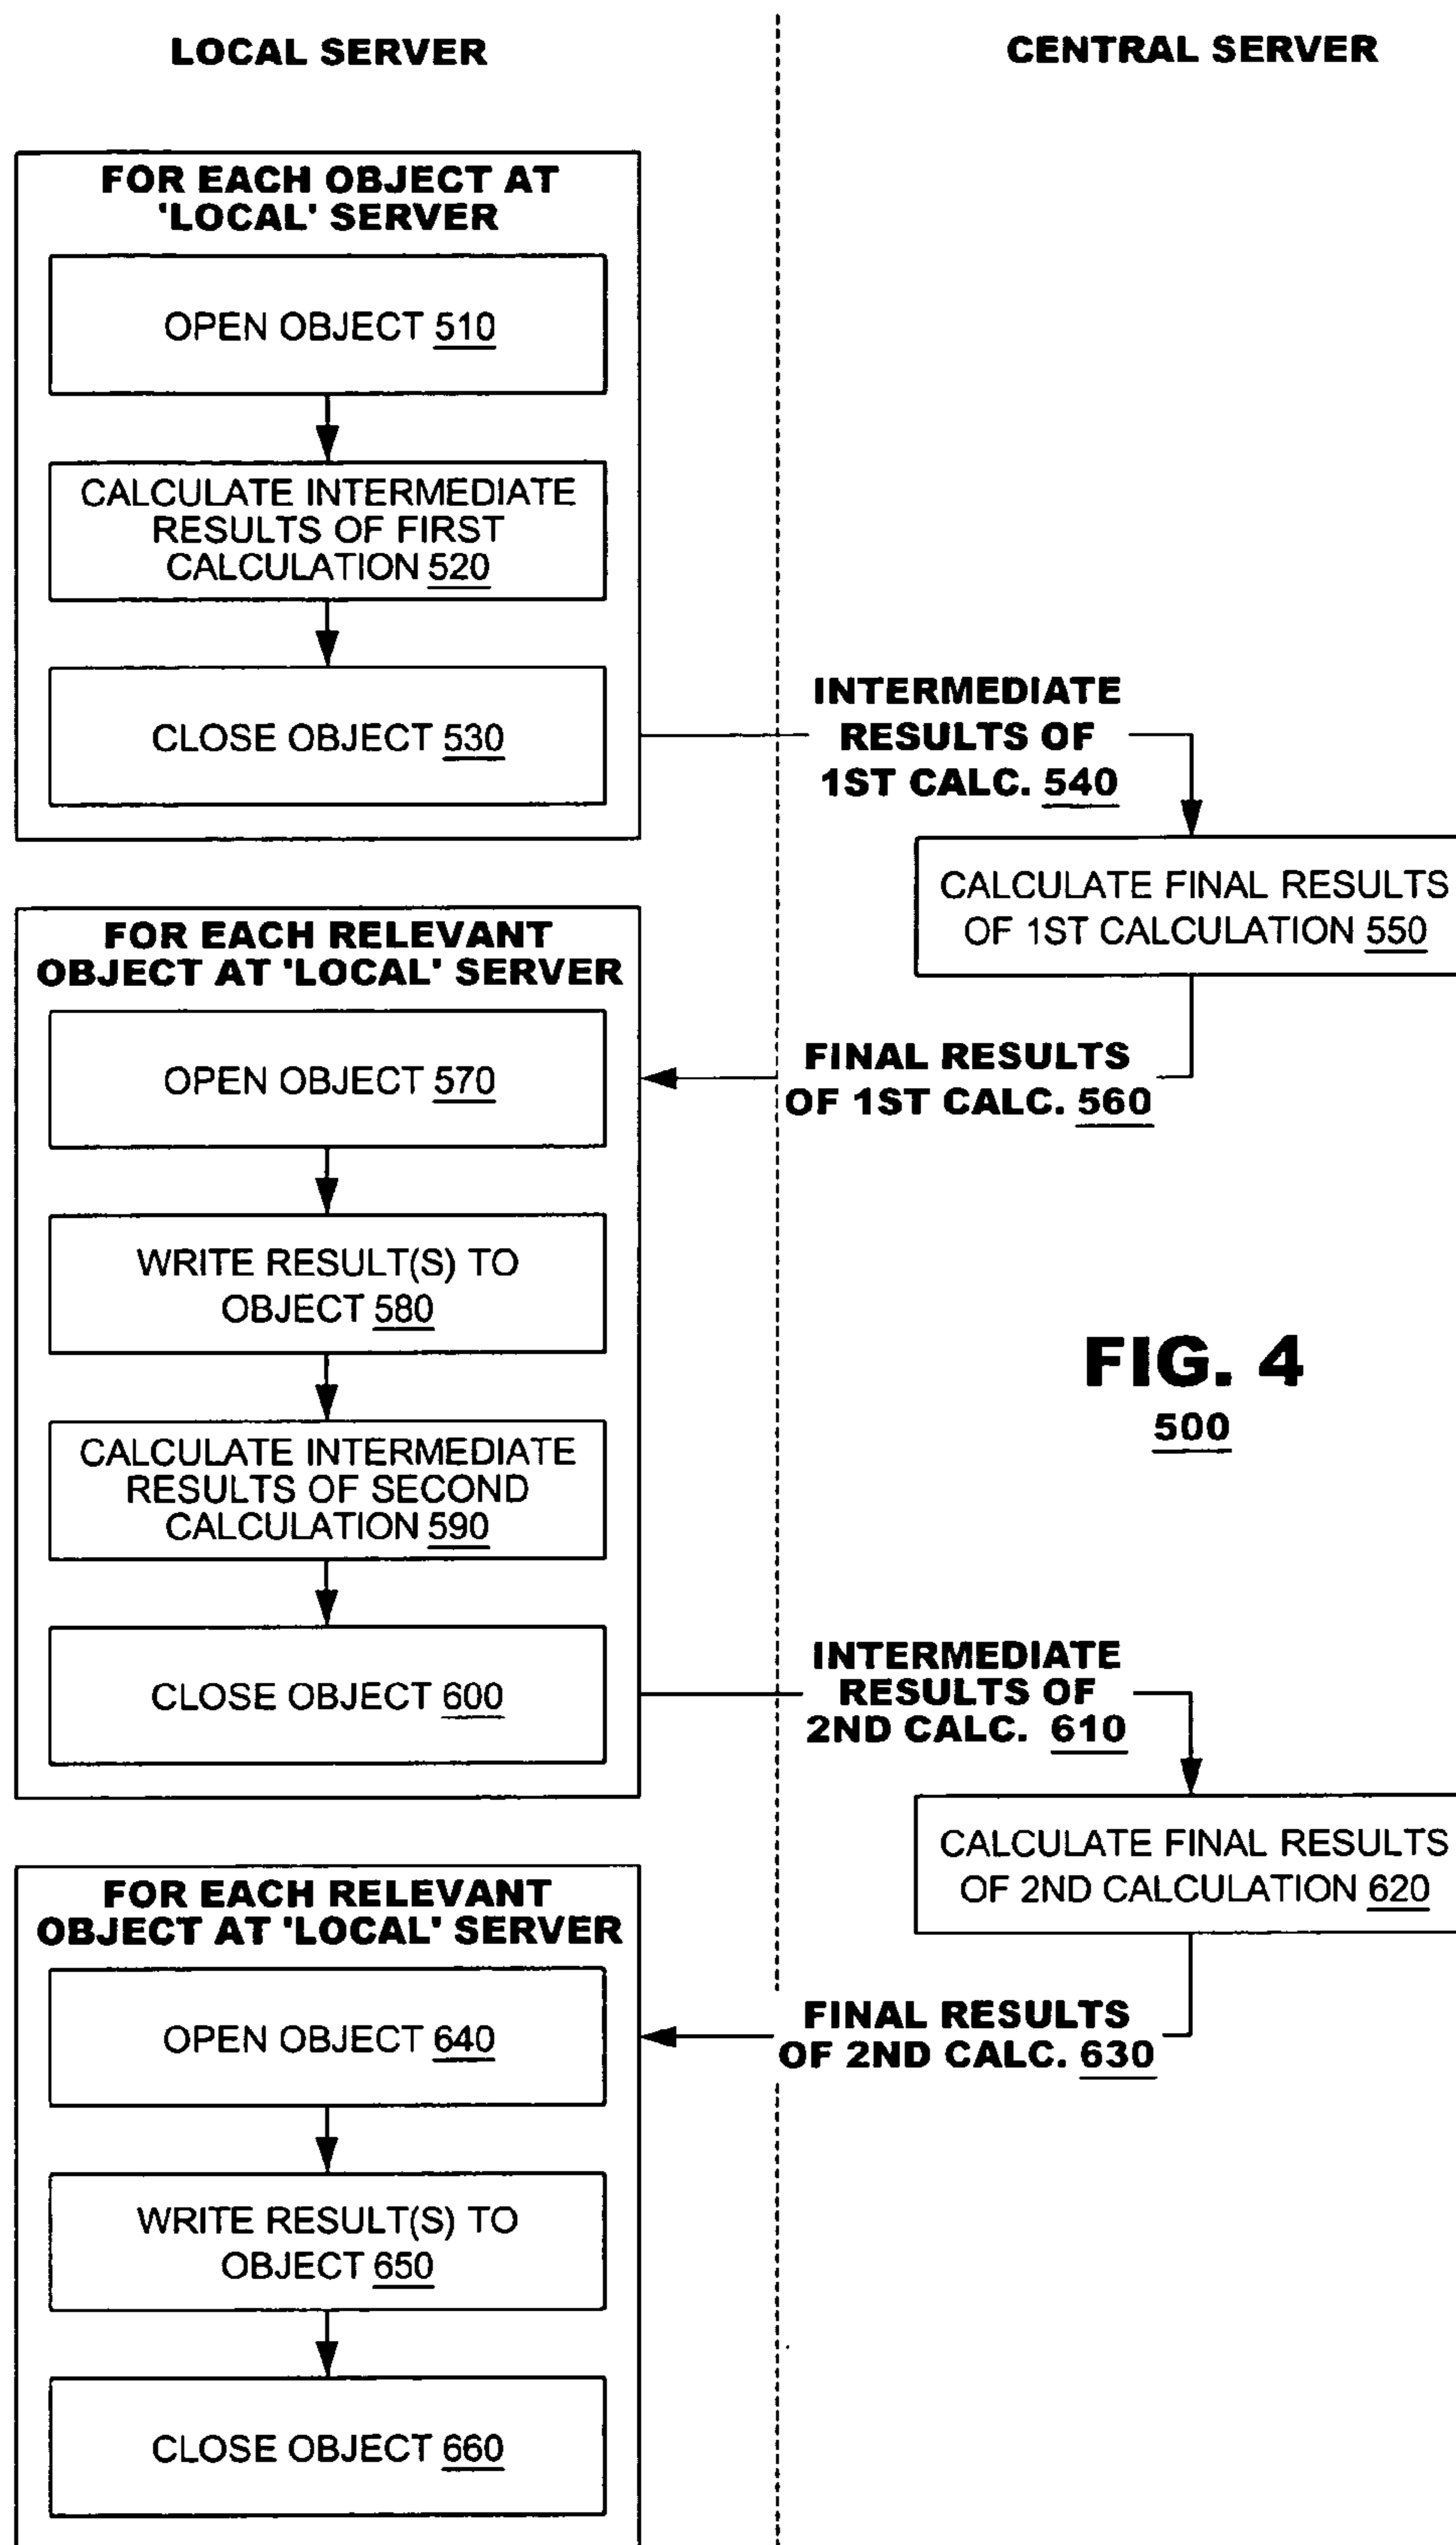 LOCAL SERVER
CENTRAL SERVER
FOR EACH OBJECT AT
'LOCAL' SERVER
OPEN OBJECT 510
CALCULATE INTERMEDIATE
RESULTS OF FIRST
CALCULATION 520
CLOSE OBJECT 530
INTERMEDIATE
RESULTS OF
1ST CALC. 540
CALCULATE FINAL RESULTS
OF 1ST CALCULATION 550
FINAL RESULTS
OF 1ST CALC. 560
FOR EACH RELEVANT
OBJECT AT 'LOCAL' SERVER
OPEN OBJECT 570
WRITE RESULT(S) TO
OBJECT 580
CALCULATE INTERMEDIATE
RESULTS OF SECOND
CALCULATION 590
CLOSE OBJECT 600
FIG. 4
500
INTERMEDIATE
RESULTS OF
2ND CALC. 610
CALCULATE FINAL RESULTS
OF 2ND CALCULATION 620
FINAL RESULTS
OF 2ND CALC. 630
FOR EACH RELEVANT
OBJECT AT 'LOCAL' SERVER
OPEN OBJECT 640
WRITE RESULT(S) TO
OBJECT 650
CLOSE OBJECT 660